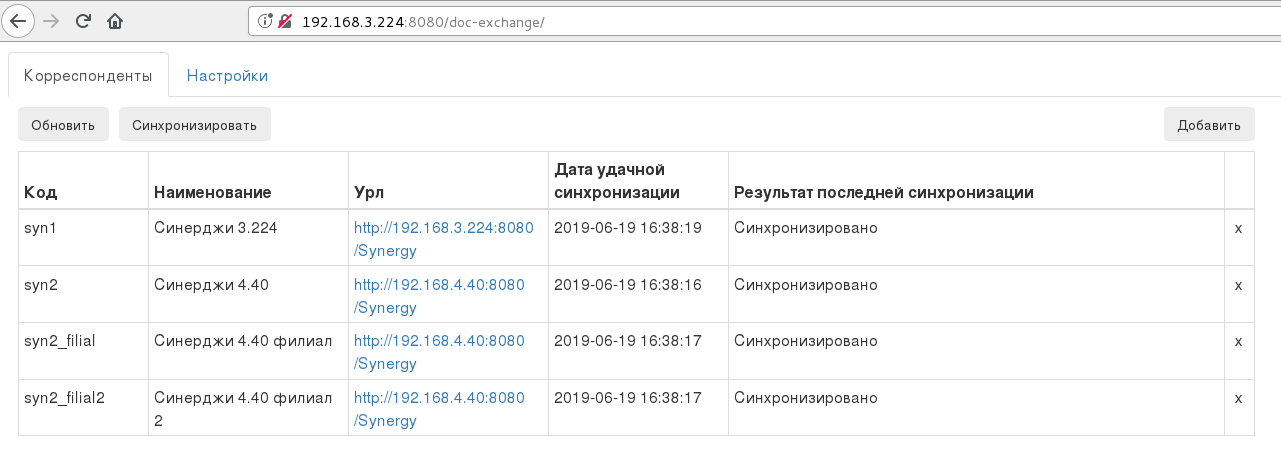 192.168.3.224:8080/doc-exchange/
Корреспонденты Настройки
Обновить Синхронизировать Добавить
Код Наименование Урл Дата удачной синхронизации Результат последней синхронизации
syn1 Синерджи 3.224 http://192.168.3.224:8080 2019-06-19 16:38:19 Синхронизировано x
/Synergy
syn2 Синерджи 4.40 http://192.168.4.40:8080 2019-06-19 16:38:16 Синхронизировано x
/Synergy
syn2_filial Синерджи 4.40 филиал http://192.168.4.40:8080 2019-06-19 16:38:17 Синхронизировано x
/Synergy
syn2_filial2 Синерджи 4.40 филиал http://192.168.4.40:8080 2019-06-19 16:38:17 Синхронизировано x
2 /Synergy